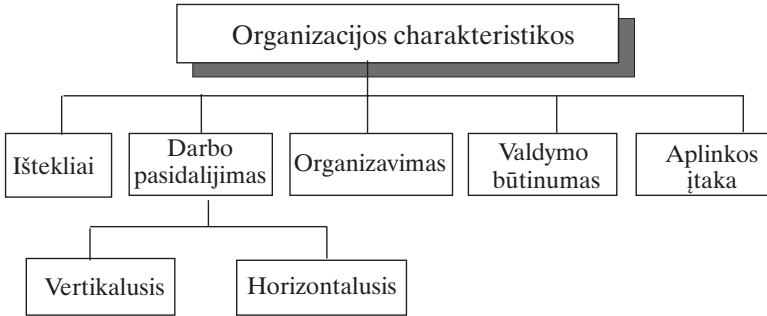 Organizacijos charakteristikos
Ištekliai
Darbo
pasidalijimas
Organizavimas
Valdymo
būtinumas
Aplinkos
įtaka
Vertikalusis
Horizontalusis